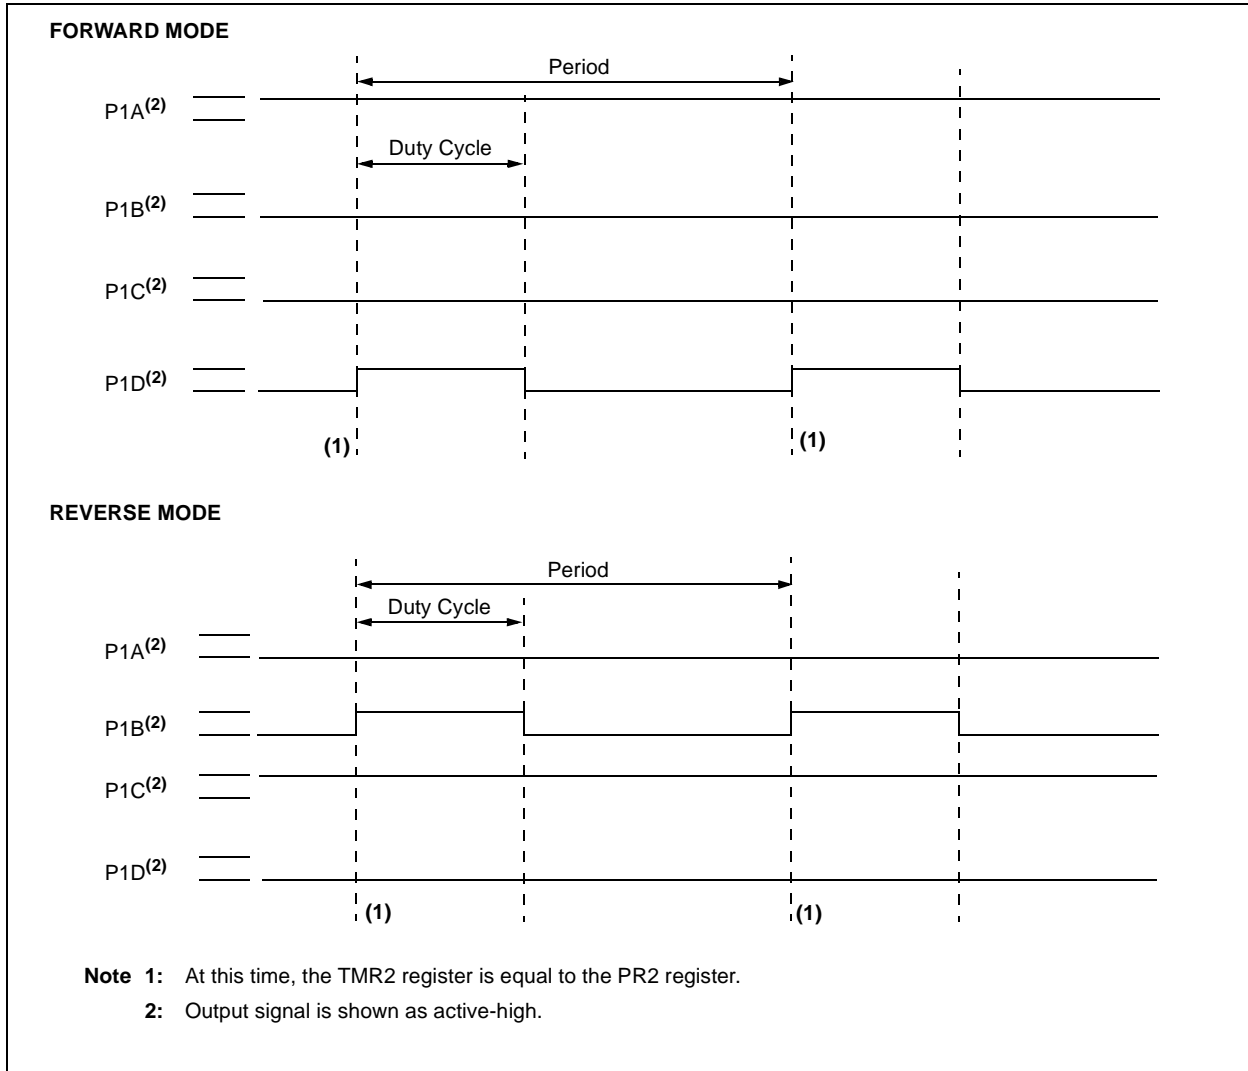 FORWARD MODE
Period
P1A(2)
Duty Cycle
P1B(2)
P1C(2)
P1D(2)
(1) (1)
REVERSE MODE
Period
Duty Cycle
P1A(2)
P1B(2)
P1C(2)
P1D(2)
(1) (1)
Note 1: At this time, the TMR2 register is equal to the PR2 register.
2: Output signal is shown as active-high.